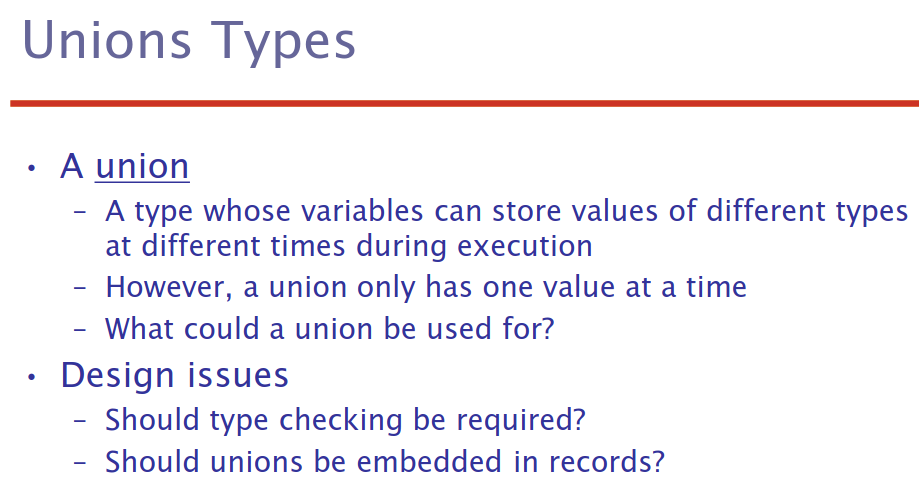 Unions Types
• A union
– A type whose variables can store values of different types
at different times during execution
– However, a union only has one value at a time
– What could a union be used for?
• Design issues
– Should type checking be required?
– Should unions be embedded in records?